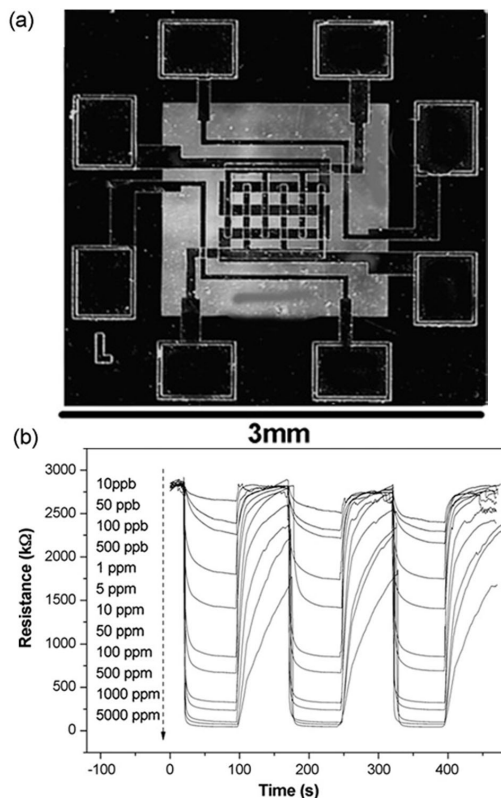 (a)
L
3mm
(b)
3000
2500
2000
1500
1000
500
0
Resistance (kΩ)
10ppb
50 ppb
100 ppb
500 ppb
1 ppm
5 ppm
10 ppm
50 ppm
100 ppm
500 ppm
1000 ppm
5000 ppm
-100 0 100 200 300 400
Time (s)